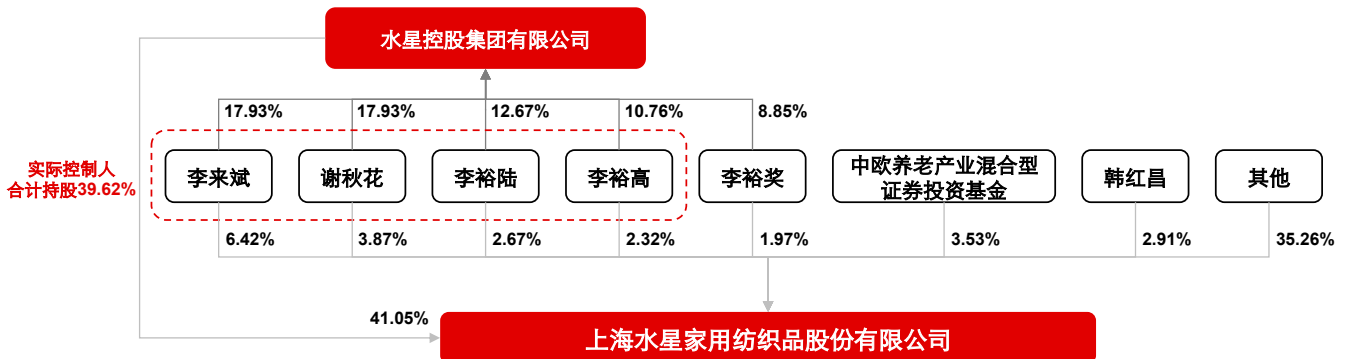 水星控股集团有限公司
17.93%
17.93%
12.67%
10.76%
8.85%
实际控制人
合计持股39.62%
李来斌
谢秋花
李裕陆
李裕高
李裕奖
中欧养老产业混合型
证券投资基金
韩红昌
其他
6.42%
3.87%
2.67%
2.32%
1.97%
3.53%
2.91%
35.26%
41.05%
上海水星家用纺织品股份有限公司